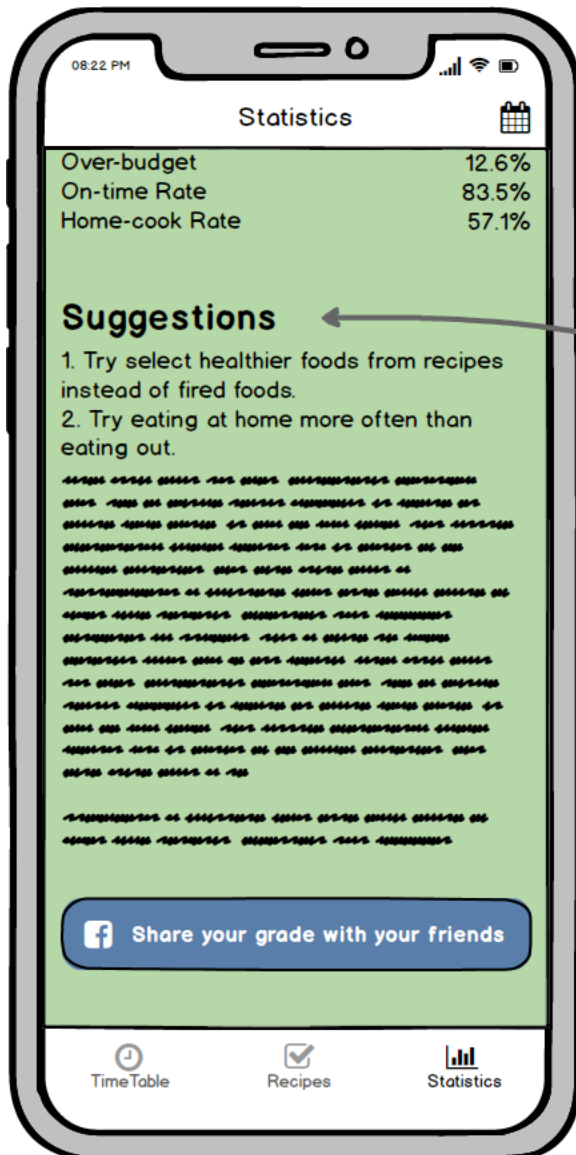 08:22 PM
Statistics
Over-budget 12.6%
On-time Rate 83.5%
Home-cook Rate 57.1%
Suggestions
1. Try select healthier foods from recipes
instead of fired foods.
2. Try eating at home more often than
eating out.
Share your grade with your friends
TimeTable Recipes Statistics